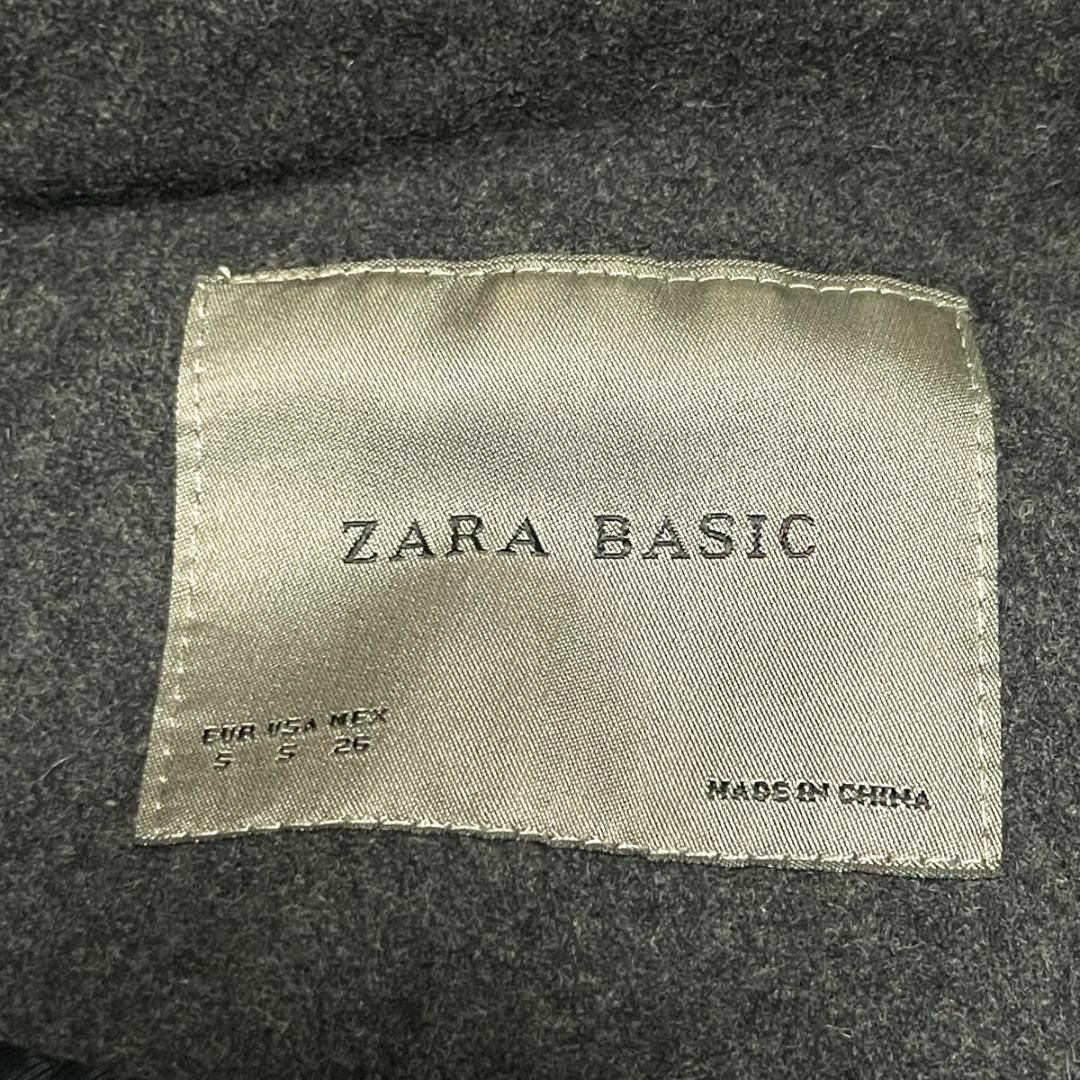 ZARA BASIC
EUR USA MEX
S S 26
MADE IN CHINA